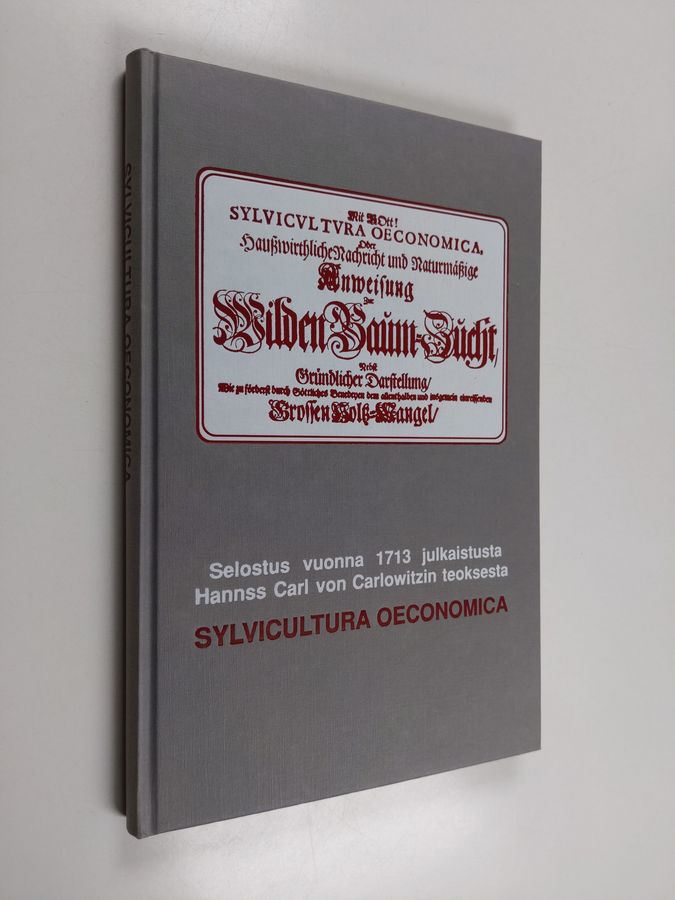 SYLVICULTURA OECONOMICA
Mit GOtt!
SYLVICVLTVRA OECONOMICA,
Oder
Haußwirthliche Nachricht und Naturmäßige
Anweisung
Zur
Wilden Baum-Zucht,
Nebst
Gründlicher Darstellung/
Wie zu förderst durch Göttliches Benedeyen dem allenthalben und insgemein einreissenden
Grossen Holtz-Mangel/
Selostus vuonna 1713 julkaistusta
Hannss Carl von Carlowitzin teoksesta
SYLVICULTURA OECONOMICA